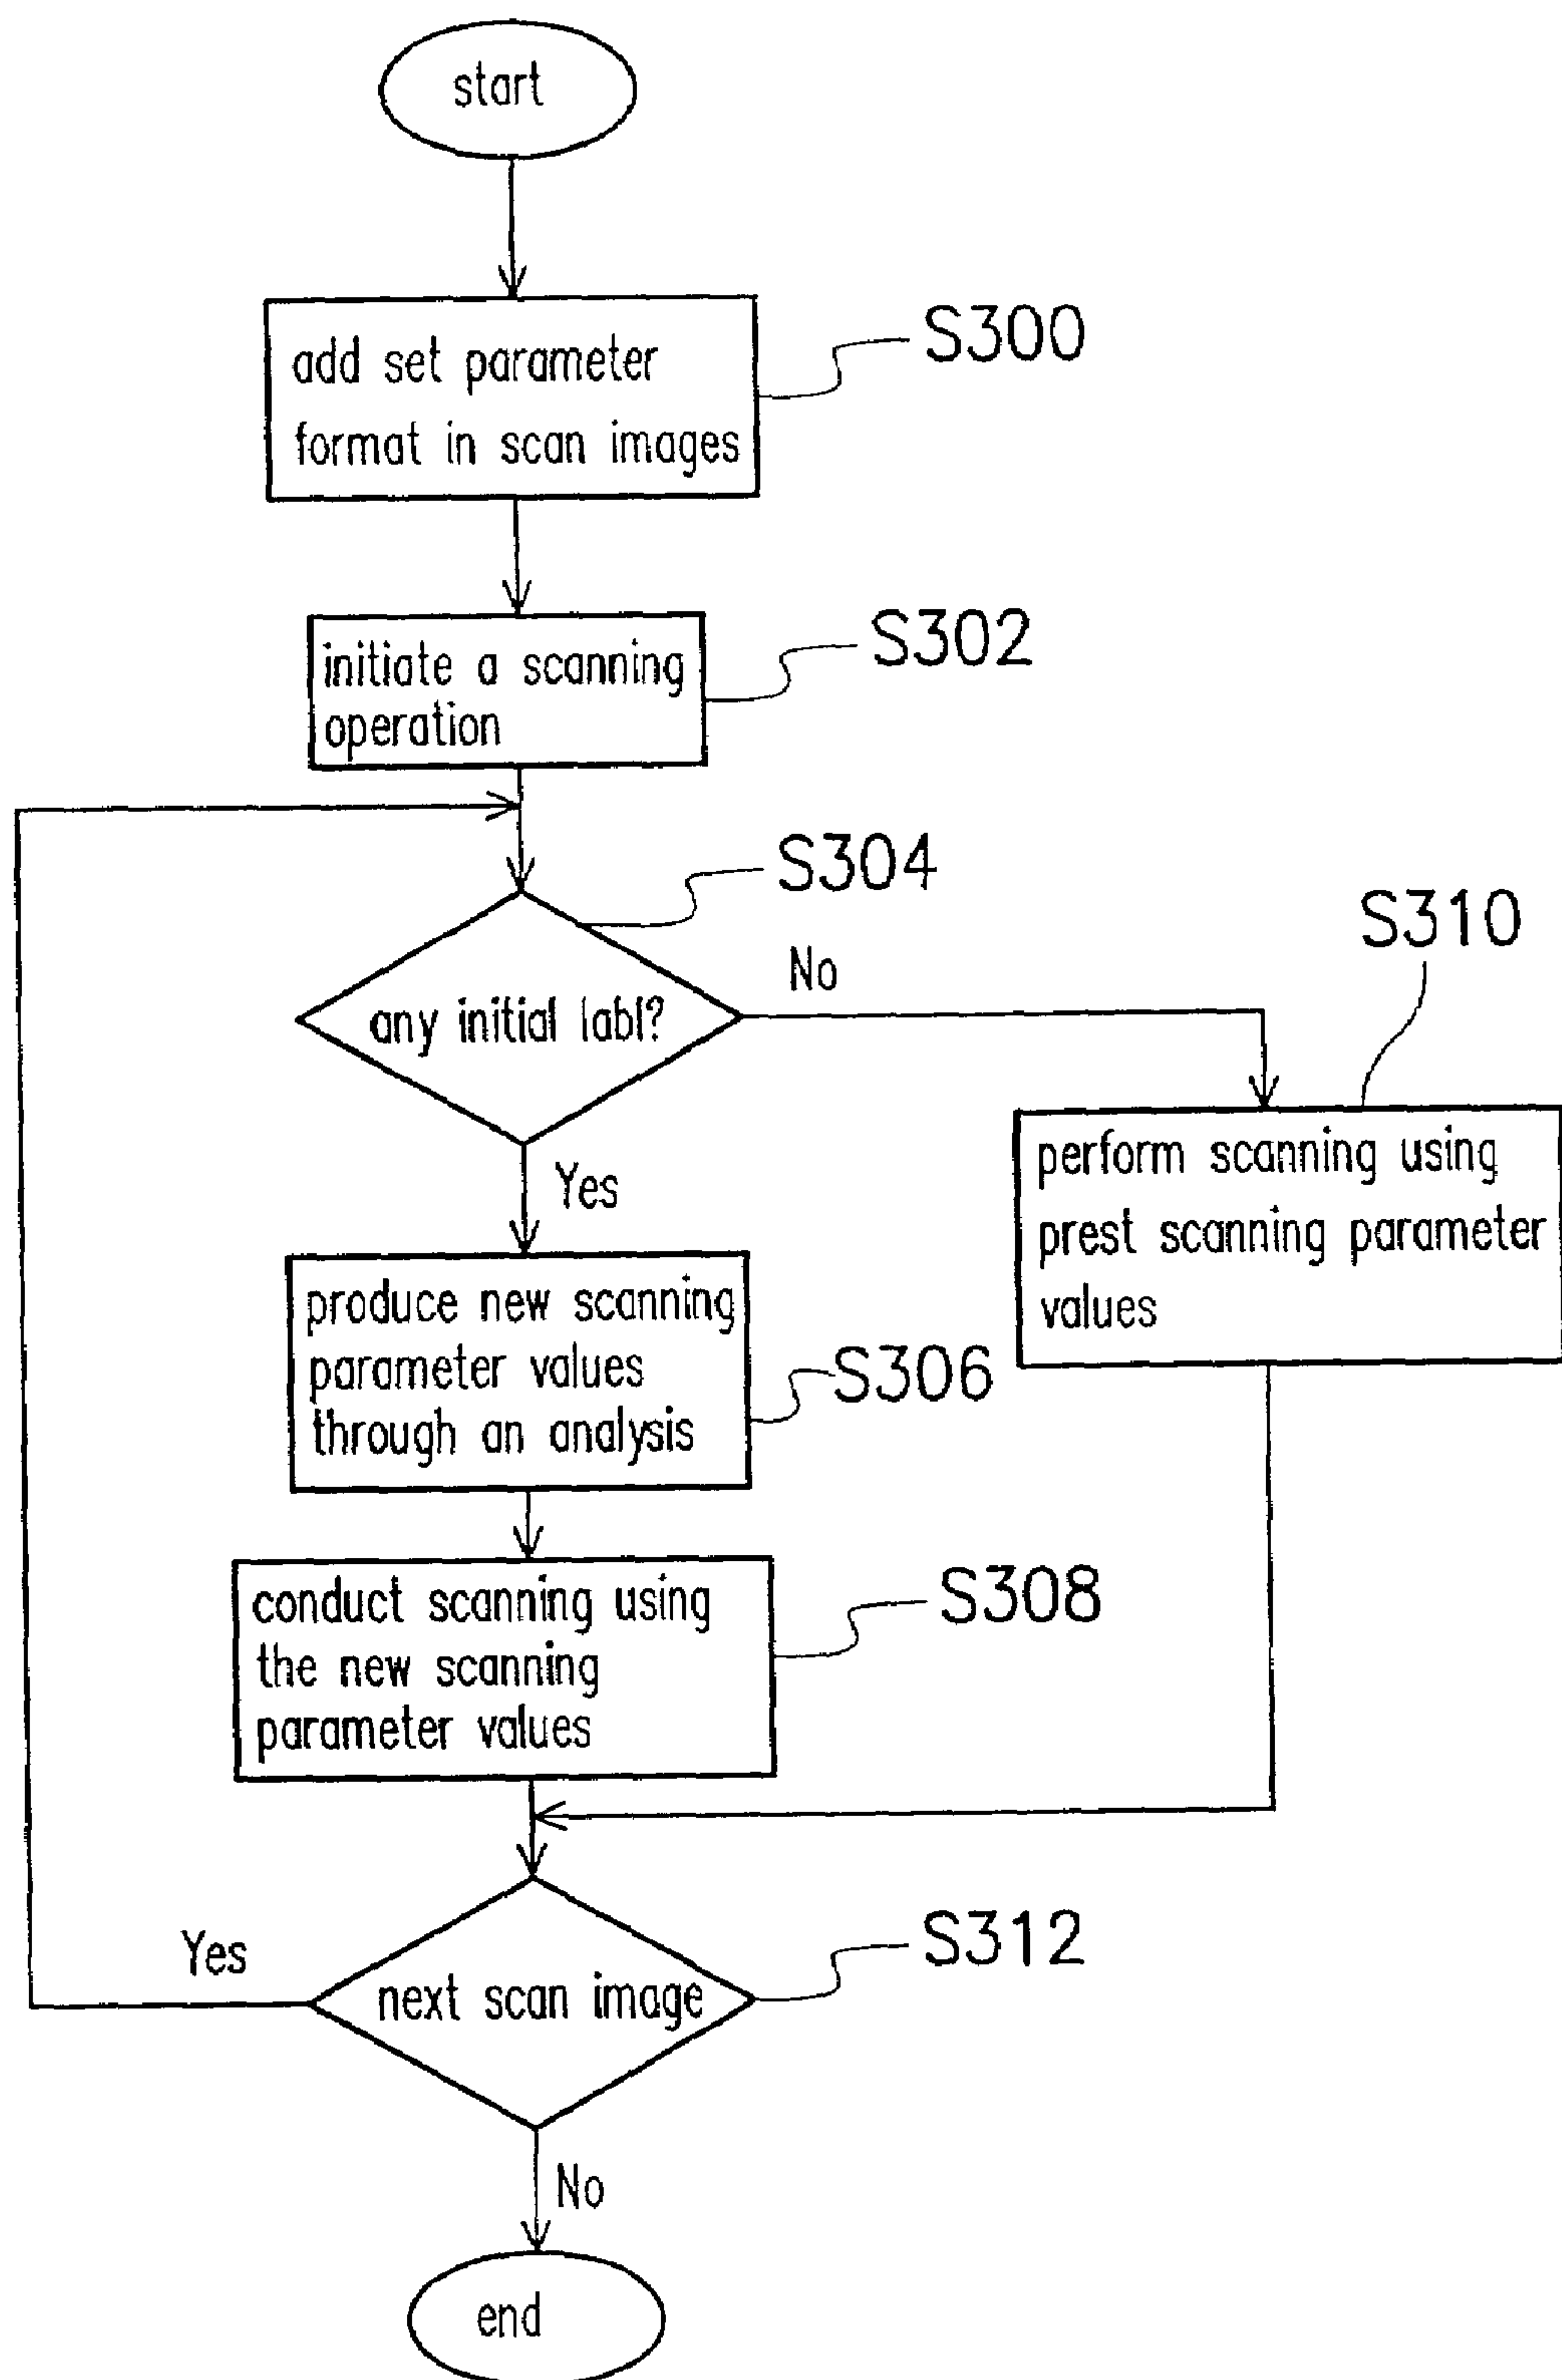 start
add set parameter
format in scan images
S300
initiate a scanning
operation
S302
any initial labl?
S304
No
S310
perform scanning using
prest scanning parameter
values
Yes
produce new scanning
parameter values
through an analysis
S306
conduct scanning using
the new scanning
parameter values
S308
Yes
next scan image
S312
No
end